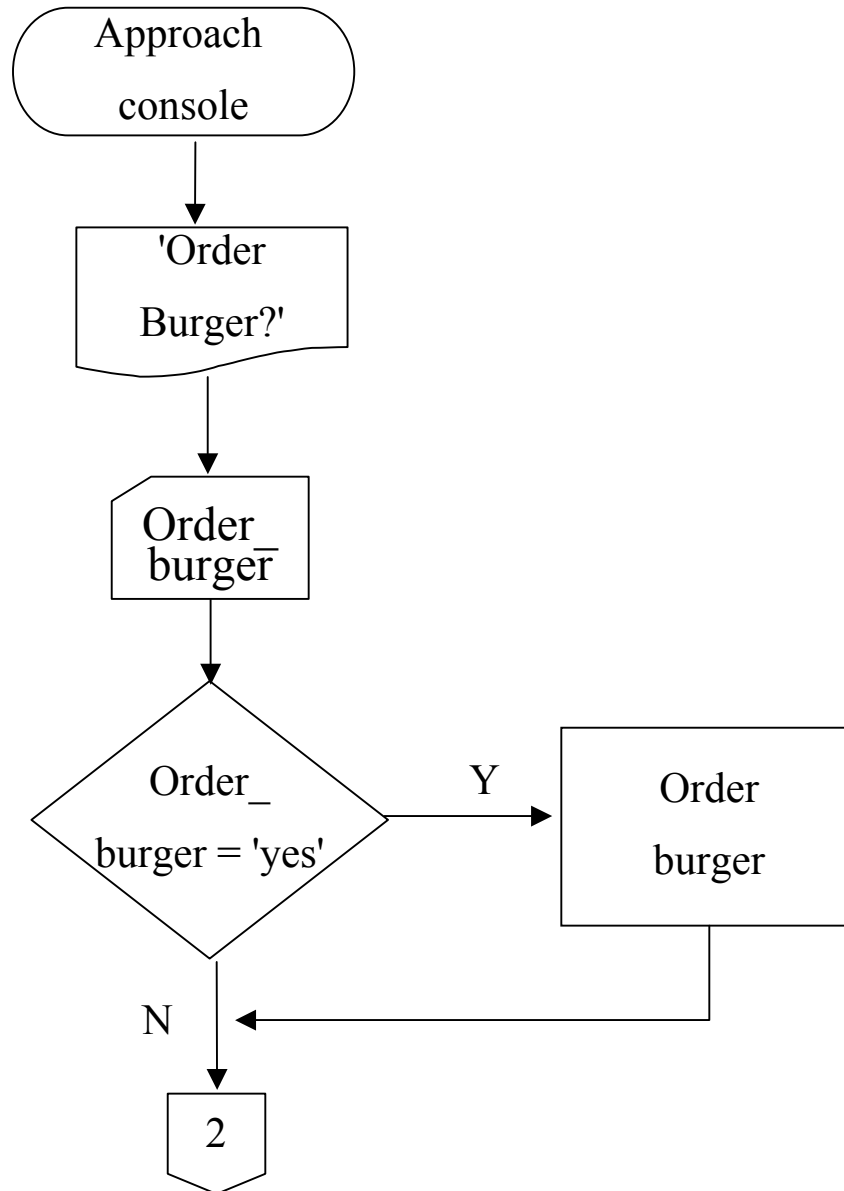 Approach
console
'Order
Burger?'
Order_
burger
Order_
burger = 'yes'
Y
Order
burger
N
2